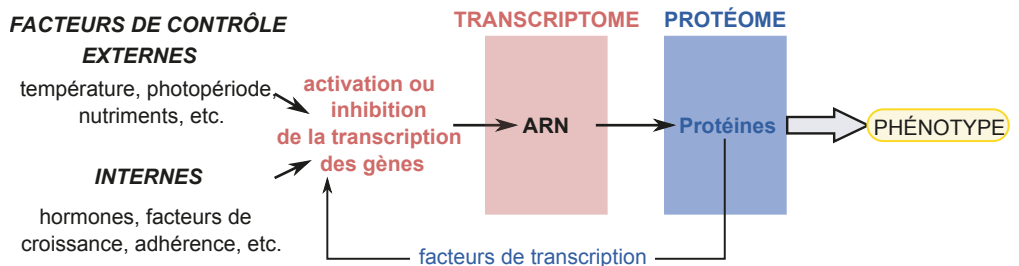 FACTEURS DE CONTRÔLE
EXTERNES
température, photopériode,
nutriments, etc.
INTERNES
hormones, facteurs de
croissance, adhérence, etc.
activation ou
inhibition
de la transcription
des gènes
TRANSCRIPTOME
ARN
PROTÉOME
Protéines
PHÉNOTYPE
facteurs de transcription